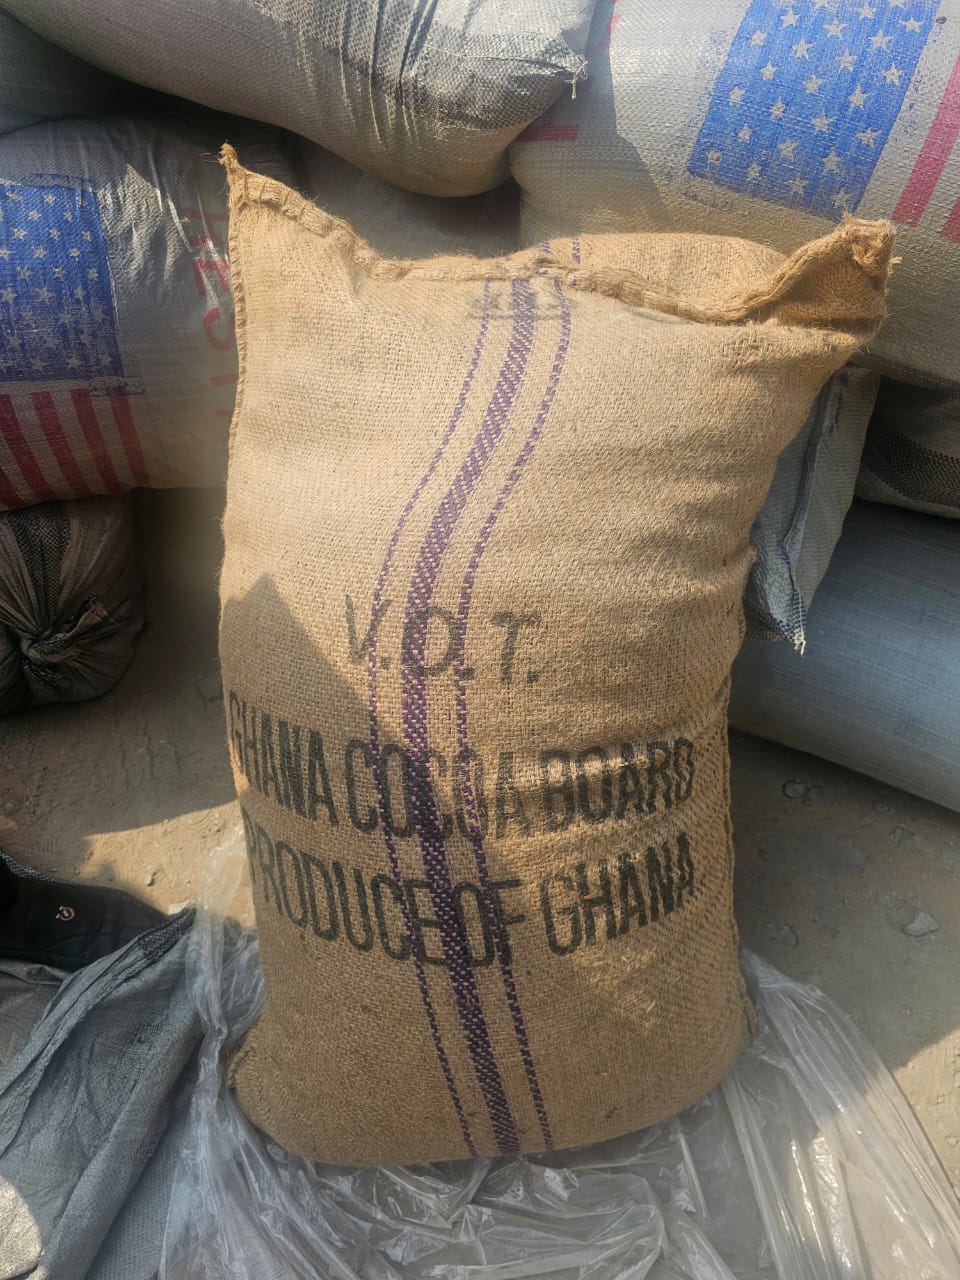 V.O.T.
GHANA COCOA BOARD
PRODUCE OF GHANA